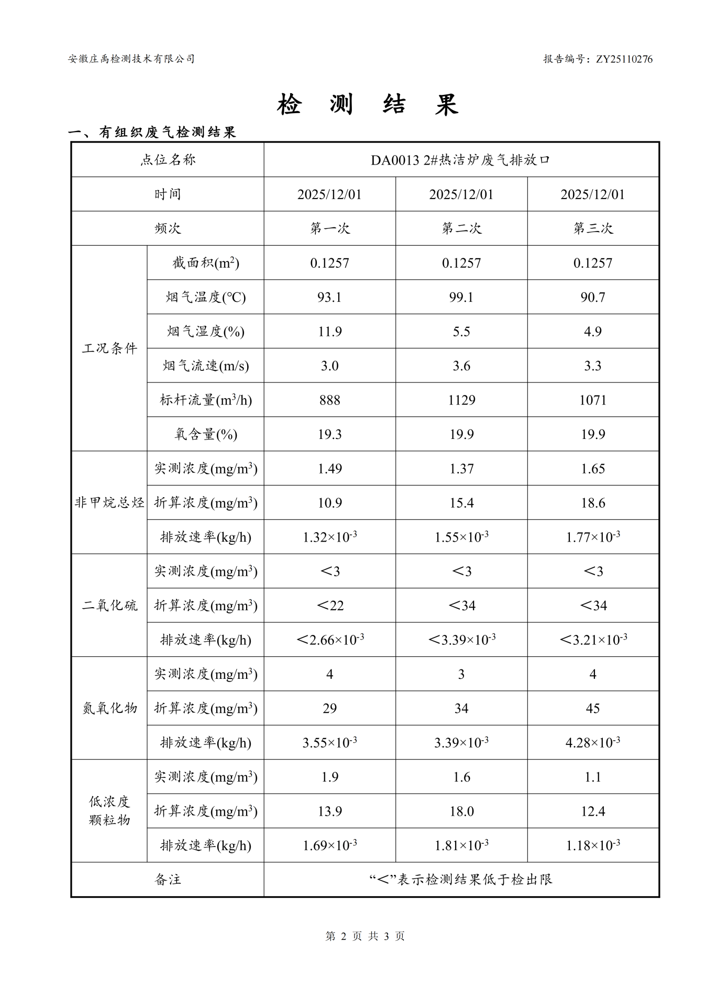 安徽庄禹检测技术有限公司 报告编号：ZY25110276
检 测 结 果
一、有组织废气检测结果
点位名称 DA0013 2#热洁炉废气排放口
时间 2025/12/01 2025/12/01 2025/12/01
频次 第一次 第二次 第三次
工况条件
截面积(m²) 0.1257 0.1257 0.1257
烟气温度(℃) 93.1 99.1 90.7
烟气湿度(%) 11.9 5.5 4.9
烟气流速(m/s) 3.0 3.6 3.3
标杆流量(m³/h) 888 1129 1071
氧含量(%) 19.3 19.9 19.9
非甲烷总烃
实测浓度(mg/m³) 1.49 1.37 1.65
折算浓度(mg/m³) 10.9 15.4 18.6
排放速率(kg/h) 1.32×10⁻³ 1.55×10⁻³ 1.77×10⁻³
二氧化硫
实测浓度(mg/m³) ＜3 ＜3 ＜3
折算浓度(mg/m³) ＜22 ＜34 ＜34
排放速率(kg/h) ＜2.66×10⁻³ ＜3.39×10⁻³ ＜3.21×10⁻³
氮氧化物
实测浓度(mg/m³) 4 3 4
折算浓度(mg/m³) 29 34 45
排放速率(kg/h) 3.55×10⁻³ 3.39×10⁻³ 4.28×10⁻³
低浓度
颗粒物
实测浓度(mg/m³) 1.9 1.6 1.1
折算浓度(mg/m³) 13.9 18.0 12.4
排放速率(kg/h) 1.69×10⁻³ 1.81×10⁻³ 1.18×10⁻³
备注 “＜”表示检测结果低于检出限
第 2 页 共 3 页